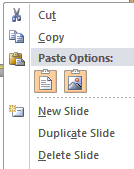 Cut
Copy
Paste Options:
New Slide
Duplicate Slide
Delete Slide